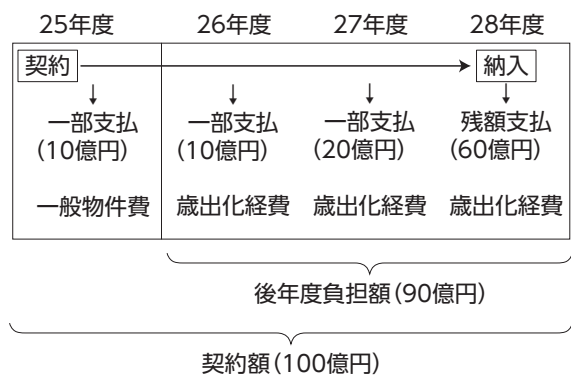 25年度 26年度 27年度 28年度
契約 納入
一部支払 一部支払 一部支払 残額支払
(10億円) (10億円) (20億円) (60億円)
一般物件費 歳出化経費 歳出化経費 歳出化経費
後年度負担額(90億円)
契約額(100億円)